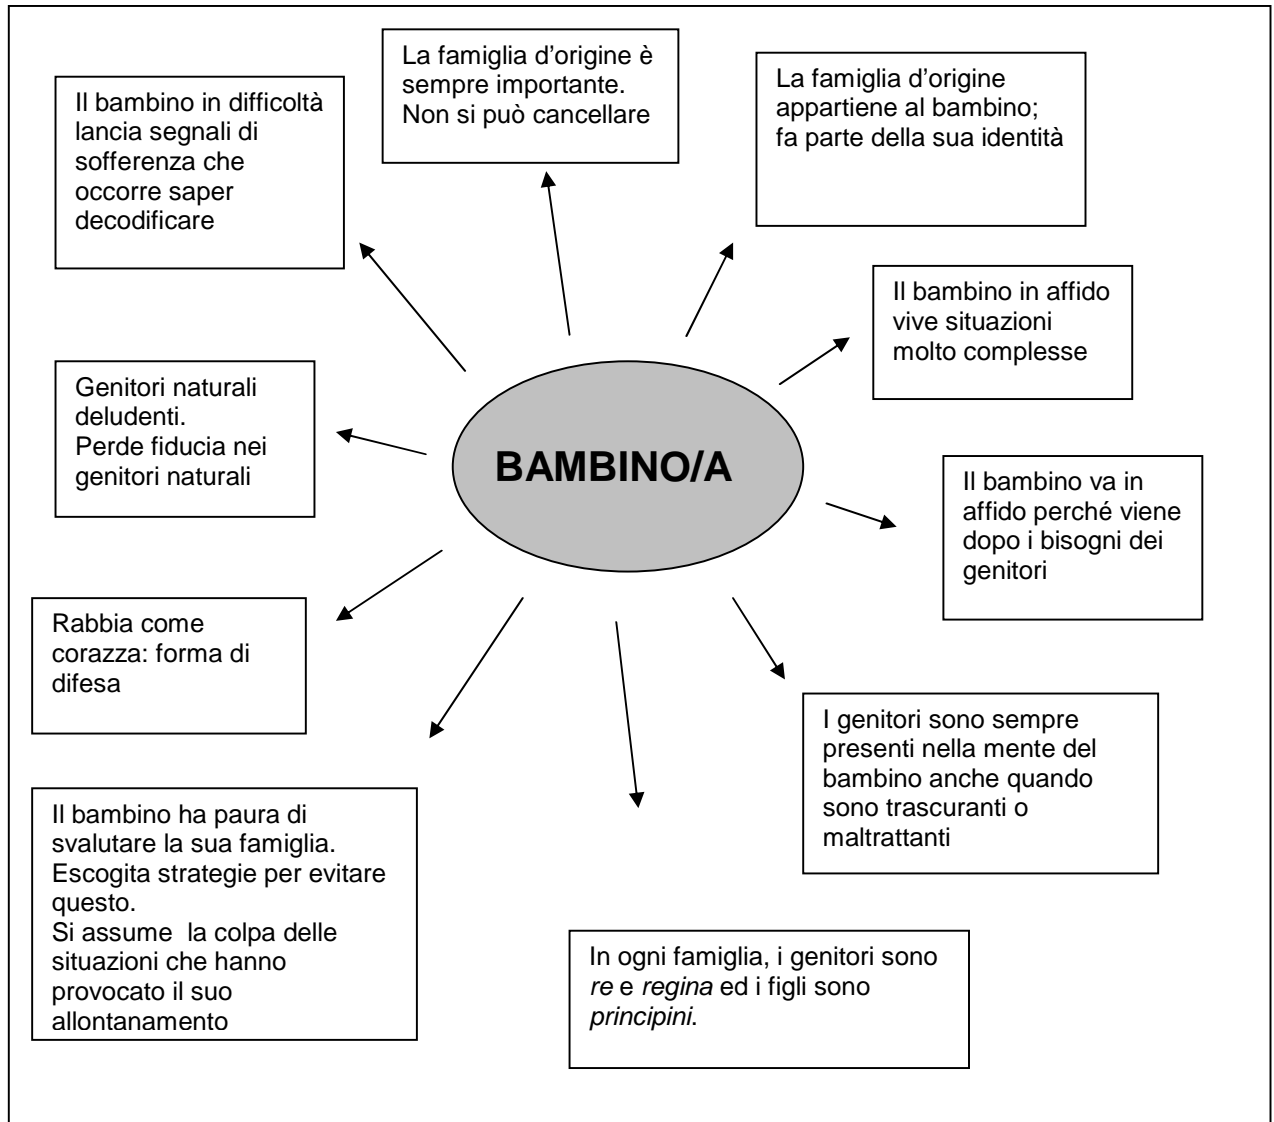 La famiglia d’origine è
sempre importante.
Non si può cancellare
La famiglia d’origine
appartiene al bambino;
fa parte della sua identità
Il bambino in difficoltà
lancia segnali di
sofferenza che
occorre saper
decodificare
Il bambino in affido
vive situazioni
molto complesse
Genitori naturali
deludenti.
Perde fiducia nei
genitori naturali
BAMBINO/A
Il bambino va in
affido perché viene
dopo i bisogni dei
genitori
Rabbia come
corazza: forma di
difesa
I genitori sono sempre
presenti nella mente del
bambino anche quando
sono trascuranti o
maltrattanti
Il bambino ha paura di
svalutare la sua famiglia.
Escogita strategie per evitare
questo.
Si assume la colpa delle
situazioni che hanno
provocato il suo
allontanamento
In ogni famiglia, i genitori sono
re e regina ed i figli sono
principini.